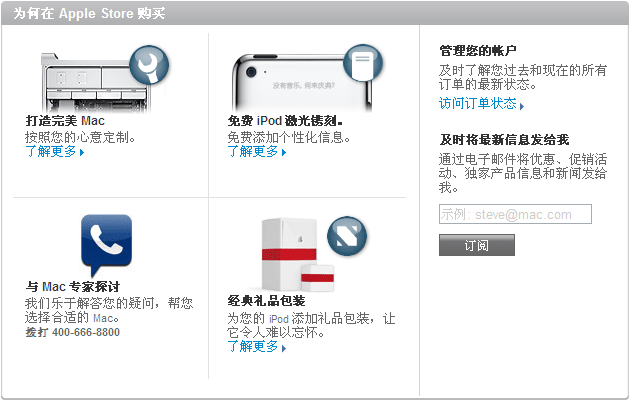 为何在 Apple Store 购买
打造完美 Mac
按照您的心意定制。
了解更多
没有音乐，何来庆典？
免费 iPod 激光镌刻。
免费添加个性化信息。
了解更多
与 Mac 专家探讨
我们乐于解答您的疑问，帮您
选择合适的 Mac。
拨打 400-666-8800
经典礼品包装
为您的 iPod 添加礼品包装，让
它令人难以忘怀。
了解更多
管理您的帐户
及时了解您过去和现在的所有
订单的最新状态。
访问订单状态
及时将最新信息发给我
通过电子邮件将优惠、促销活
动、独家产品信息和新闻发给
我。
示例: steve@mac.com
订阅